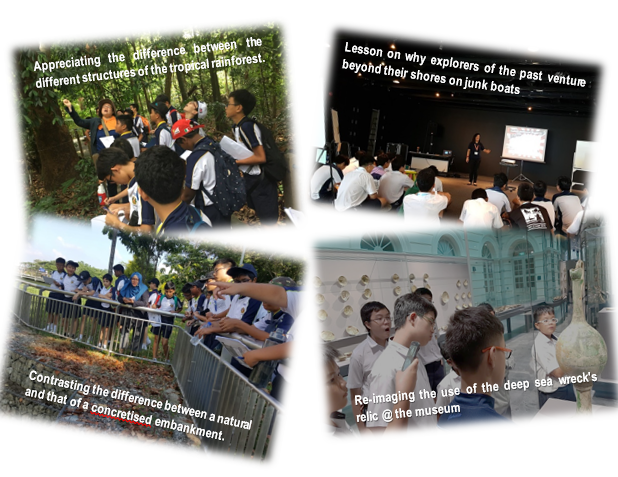 Appreciating the difference between the
different structures of the tropical rainforest.
Lesson on why explorers of the past venture
beyond their shores on junk boats
Contrasting the difference between a natural
and that of a concretised embankment.
Re-imaging the use of the deep sea wreck's
relic @ the museum